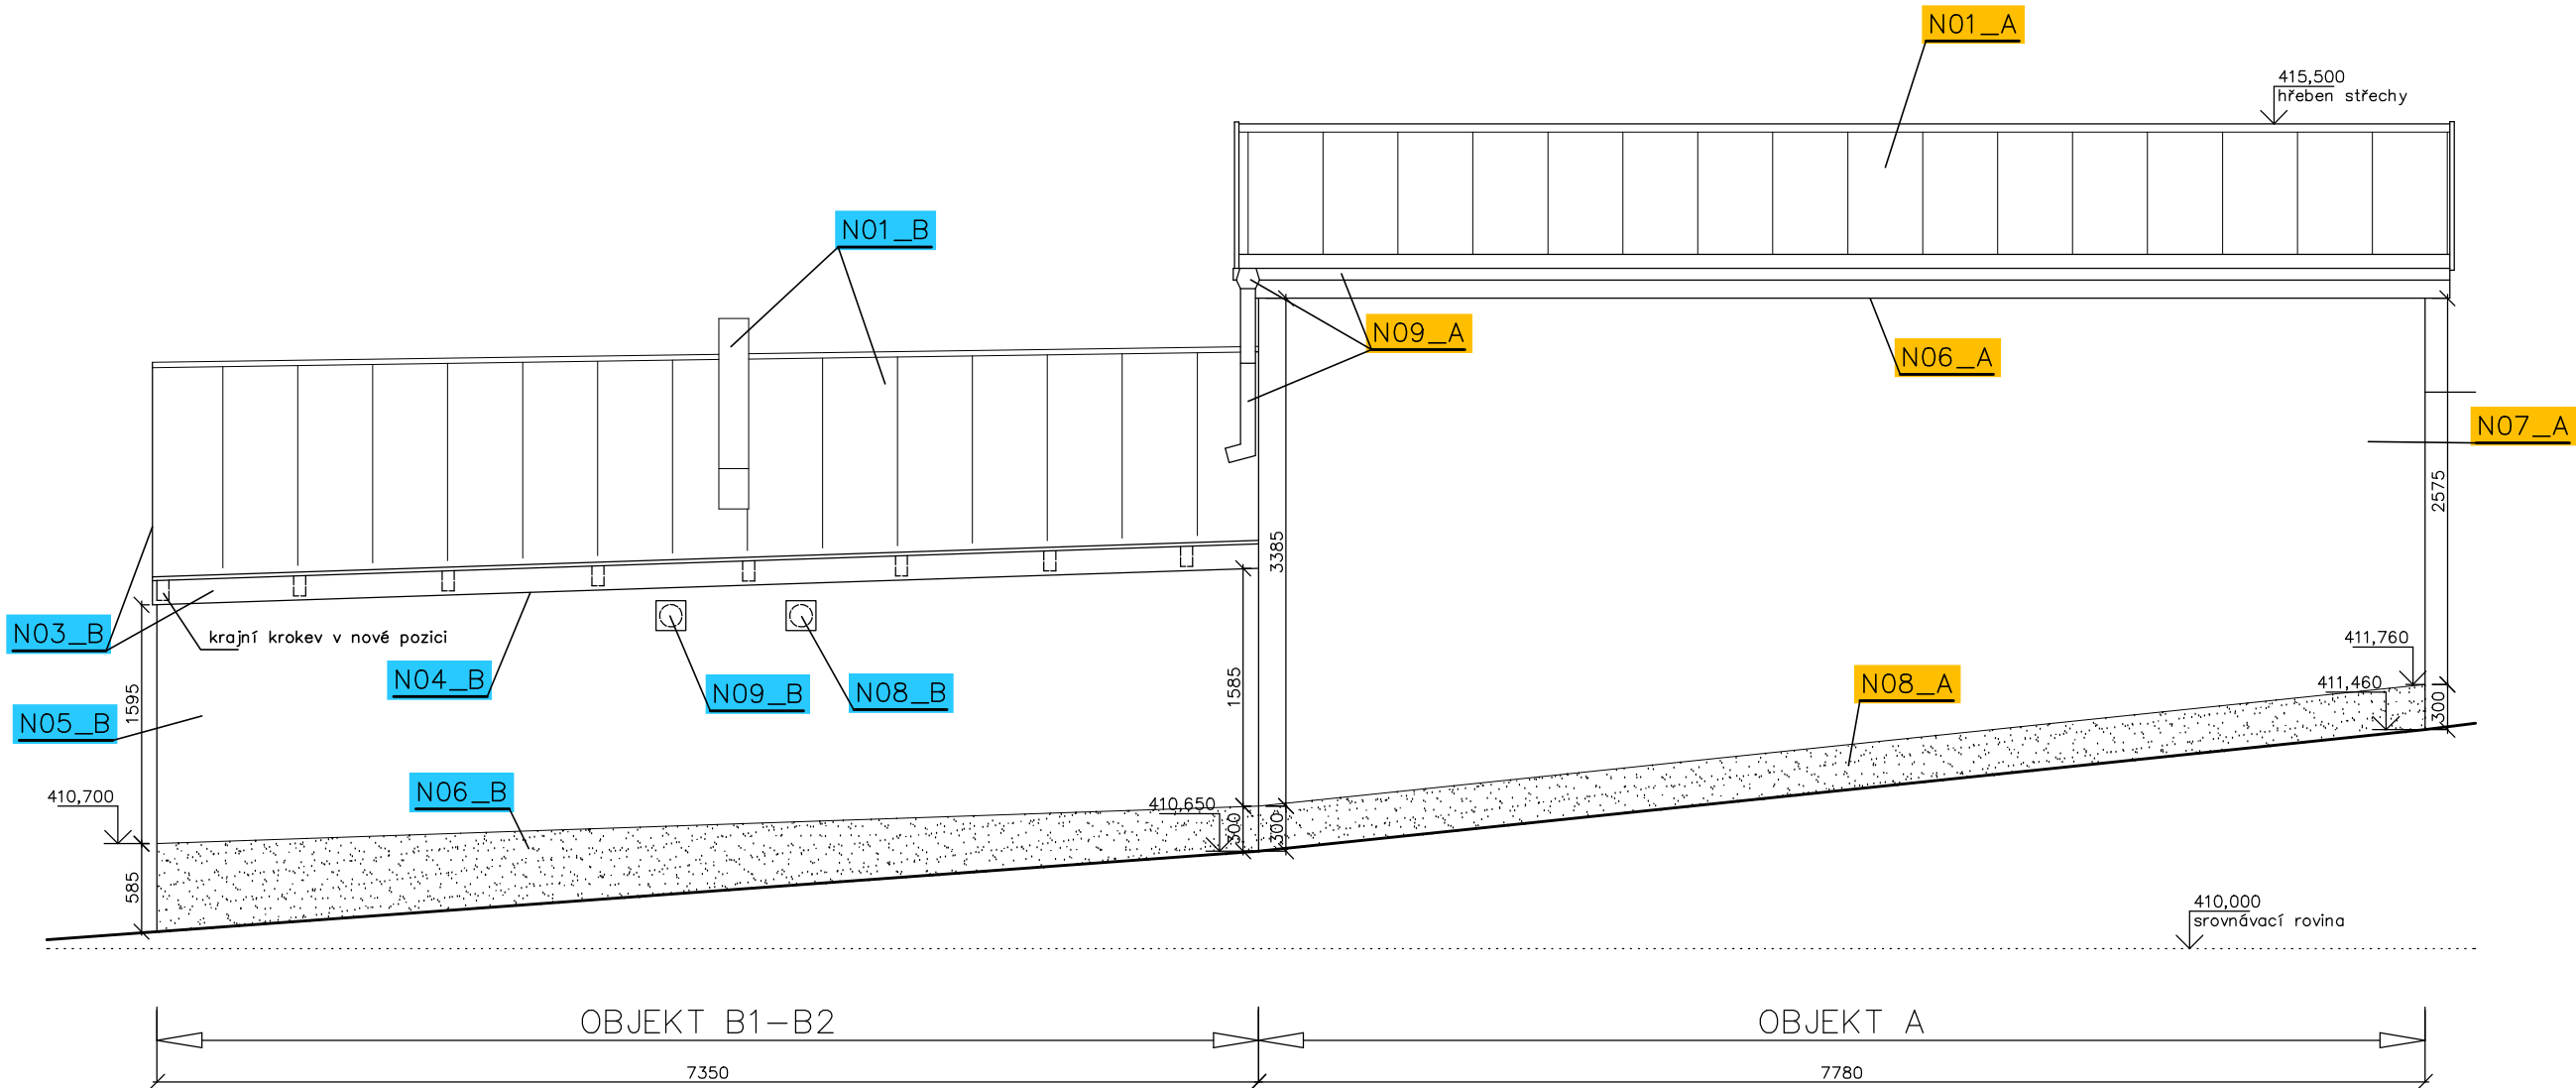 N01_A
415,500
hřeben střechy
N01_B
N09_A
N06_A
N07_A
2575
3385
N03_B
krajní krokev v nové pozici
N04_B
N09_B
N08_B
1585
1595
N05_B
411,760
411,460
N08_A
300
N06_B
410,700
410,650
300
300
585
410,000
srovnávací rovina
OBJEKT B1-B2
OBJEKT A
7350
7780